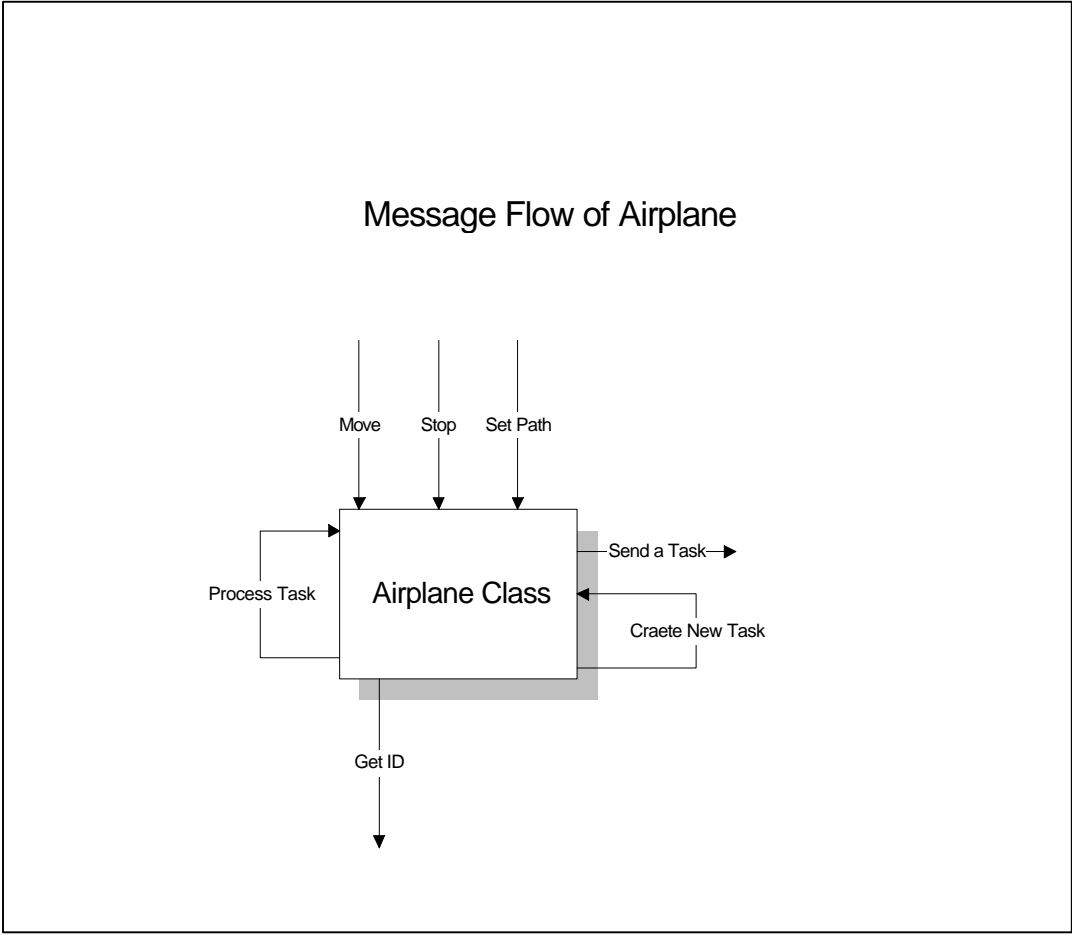 Message Flow of Airplane
Move
Stop
Set Path
Send a Task
Process Task
Airplane Class
Craete New Task
Get ID